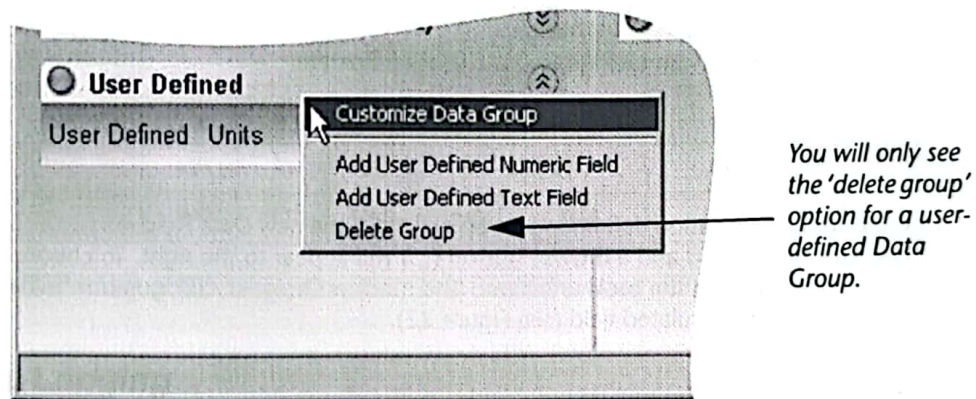 User Defined
User Defined Units
Customize Data Group
Add User Defined Numeric Field
Add User Defined Text Field
Delete Group
You will only see
the 'delete group'
option for a user-
defined Data
Group.